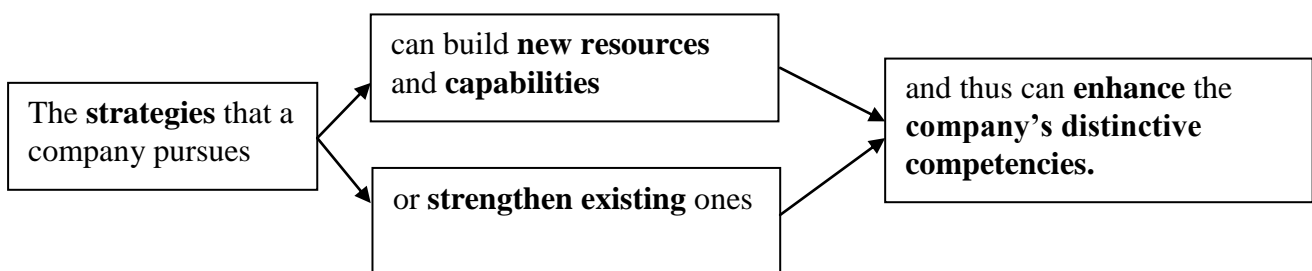 The strategies that a
company pursues
can build new resources
and capabilities
or strengthen existing ones
and thus can enhance the
company’s distinctive
competencies.